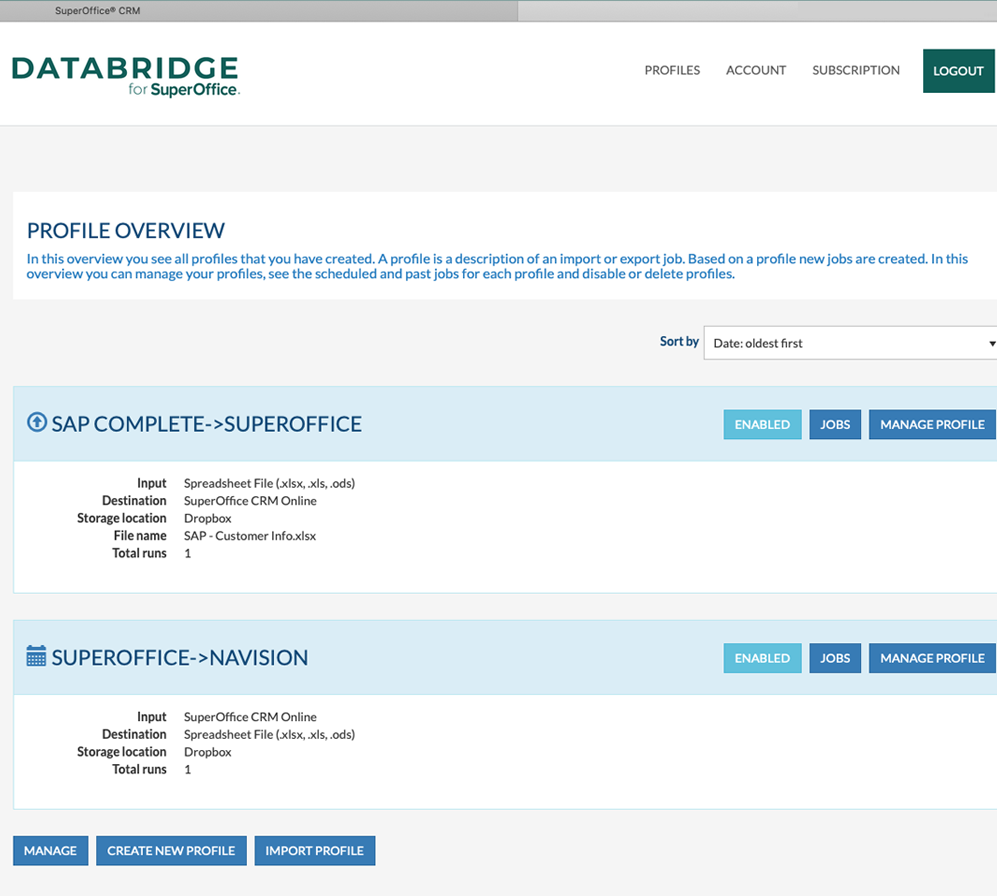 SuperOffice® CRM
DATABRIDGE
for SuperOffice.
PROFILES ACCOUNT SUBSCRIPTION LOGOUT
PROFILE OVERVIEW
In this overview you see all profiles that you have created. A profile is a description of an import or export job. Based on a profile new jobs are created. In this
overview you can manage your profiles, see the scheduled and past jobs for each profile and disable or delete profiles.
Sort by Date: oldest first
SAP COMPLETE->SUPEROFFICE ENABLED JOBS MANAGE PROFILE
Input Spreadsheet File (.xlsx, .xls, .ods)
Destination SuperOffice CRM Online
Storage location Dropbox
File name SAP - Customer Info.xlsx
Total runs 1
SUPEROFFICE->NAVISION ENABLED JOBS MANAGE PROFILE
Input SuperOffice CRM Online
Destination Spreadsheet File (.xlsx, .xls, .ods)
Storage location Dropbox
Total runs 1
MANAGE CREATE NEW PROFILE IMPORT PROFILE